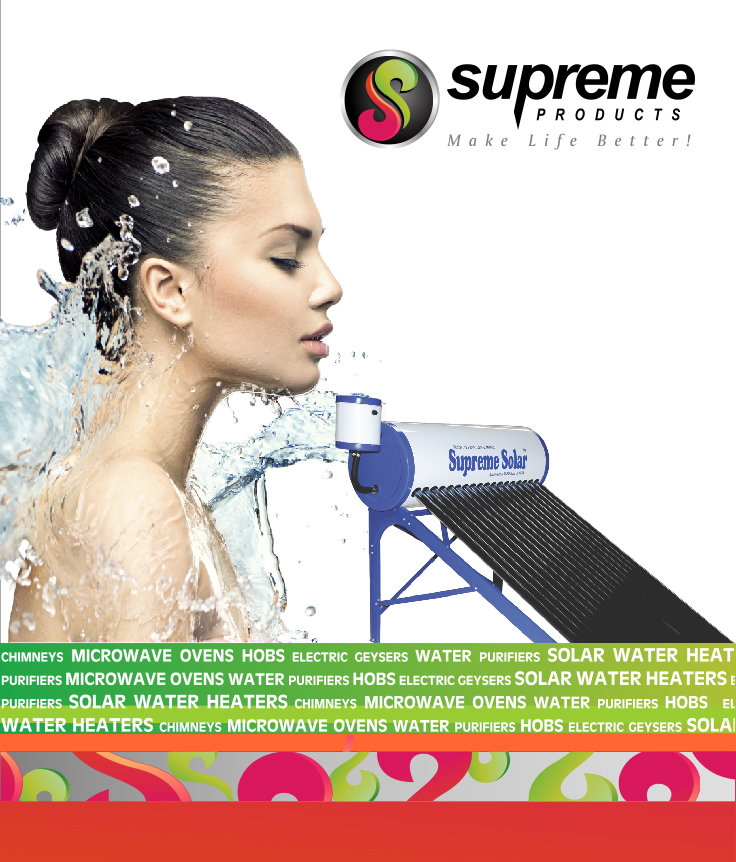 supreme
PRODUCTS
Make Life Better!
Supreme Solar
CHIMNEYS MICROWAVE OVENS HOBS ELECTRIC GEYSERS WATER PURIFIERS SOLAR WATER HEAT
PURIFIERS MICROWAVE OVENS WATER PURIFIERS HOBS ELECTRIC GEYSERS SOLAR WATER HEATERS E
PURIFIERS SOLAR WATER HEATERS CHIMNEYS MICROWAVE OVENS WATER PURIFIERS HOBS EL
WATER HEATERS CHIMNEYS MICROWAVE OVENS WATER PURIFIERS HOBS ELECTRIC GEYSERS SOLA